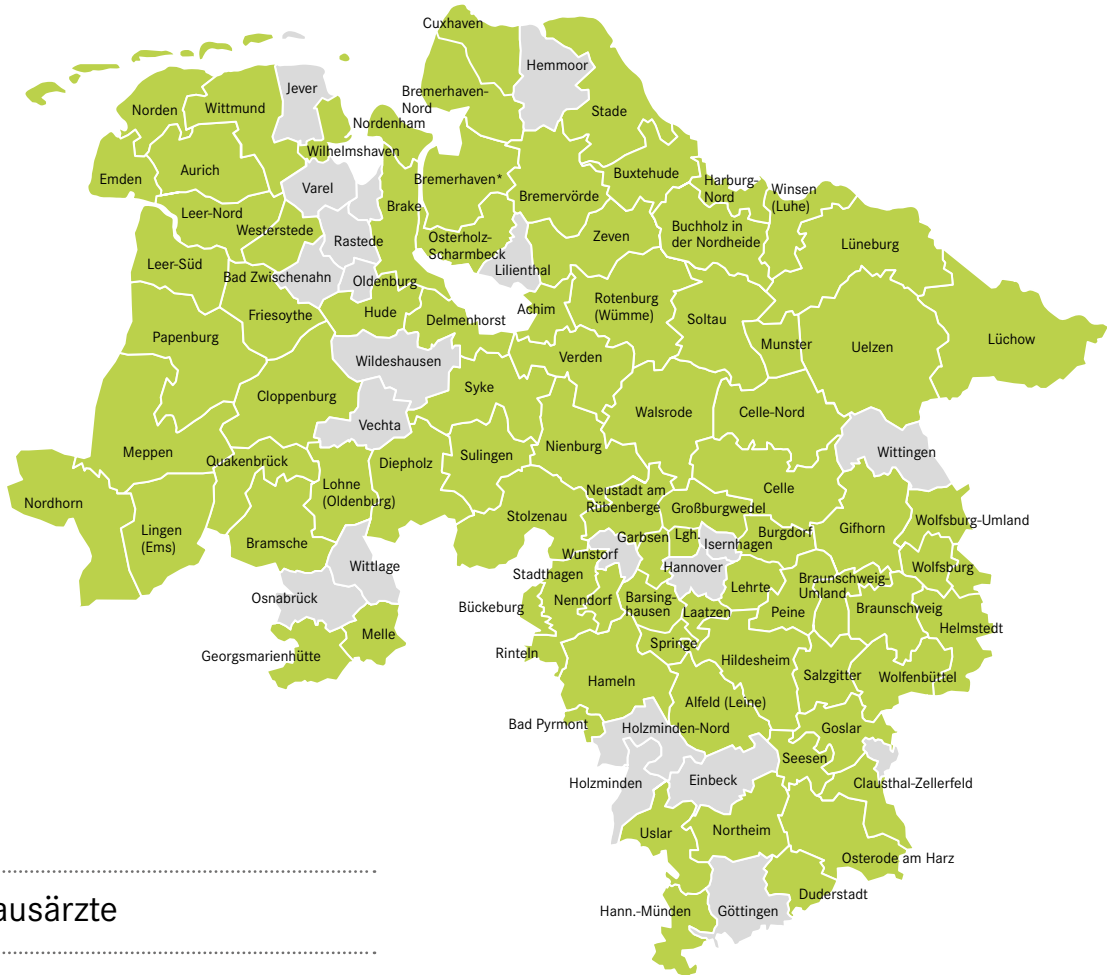 Cuxhaven
Hemmoor
Jever
Bremerhaven-
Nord
Norden
Wittmund
Stade
Nordenham
Wilhelmshaven
Aurich
Emden
Bremerhaven*
Buxtehude
Harburg-
Nord
Winsen
(Luhe)
Varel
Brake
Bremervörde
Leer-Nord
Westerstede
Rastede
Osterholz-
Scharmbeck
Zeven
Buchholz in
der Nordheide
Lüneburg
Leer-Süd
Bad Zwischenahn
Oldenburg
Lilienthal
Achim
Rotenburg
(Wümme)
Friesoythe
Hude
Delmenhorst
Soltau
Papenburg
Munster
Uelzen
Lüchow
Wildeshausen
Verden
Cloppenburg
Syke
Walsrode
Celle-Nord
Vechta
Meppen
Quakenbrück
Diepholz
Sulingen
Nienburg
Wittingen
Nordhorn
Lohne
(Oldenburg)
Neustadt am
Rübenberge
Celle
Großburgwedel
Lingen
(Ems)
Bramsche
Stolzenau
Gifhorn
Wolfsburg-Umland
Garbsen
Lgh.
Isernhagen
Burgdorf
Wunstorf
Wittlage
Hannover
Wolfsburg
Stadthagen
Osnabrück
Nenndorf
Barsing-
hausen
Lehrte
Braunschweig-
Umland
Bückeburg
Laatzen
Peine
Braunschweig
Melle
Helmstedt
Georgsmarienhütte
Rinteln
Springe
Hildesheim
Hameln
Salzgitter
Wolfenbüttel
Alfeld (Leine)
Bad Pyrmont
Holzminden-Nord
Goslar
Seesen
Holzminden
Einbeck
Clausthal-Zellerfeld
Uslar
Northeim
Osterode am Harz
Duderstadt
Hann.-Münden
Göttingen
ausärzte